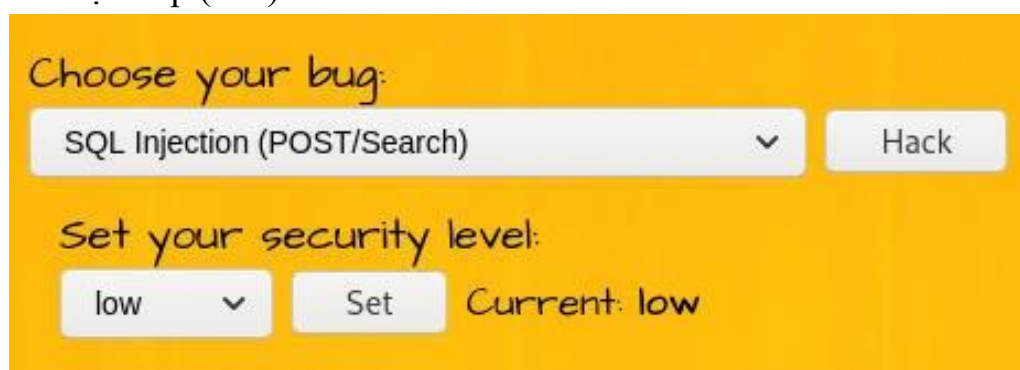 Choose your bug:
SQL Injection (POST/Search) Hack
Set your security level:
low Set Current: low